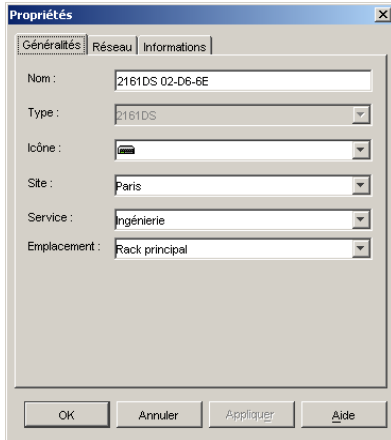 Propriétés
Généralités Réseau Informations
Nom : 2161DS 02-D6-6E
Type : 2161DS
Icône :
Site : Paris
Service : Ingénierie
Emplacement : Rack principal
OK Annuler Appliquer Aide